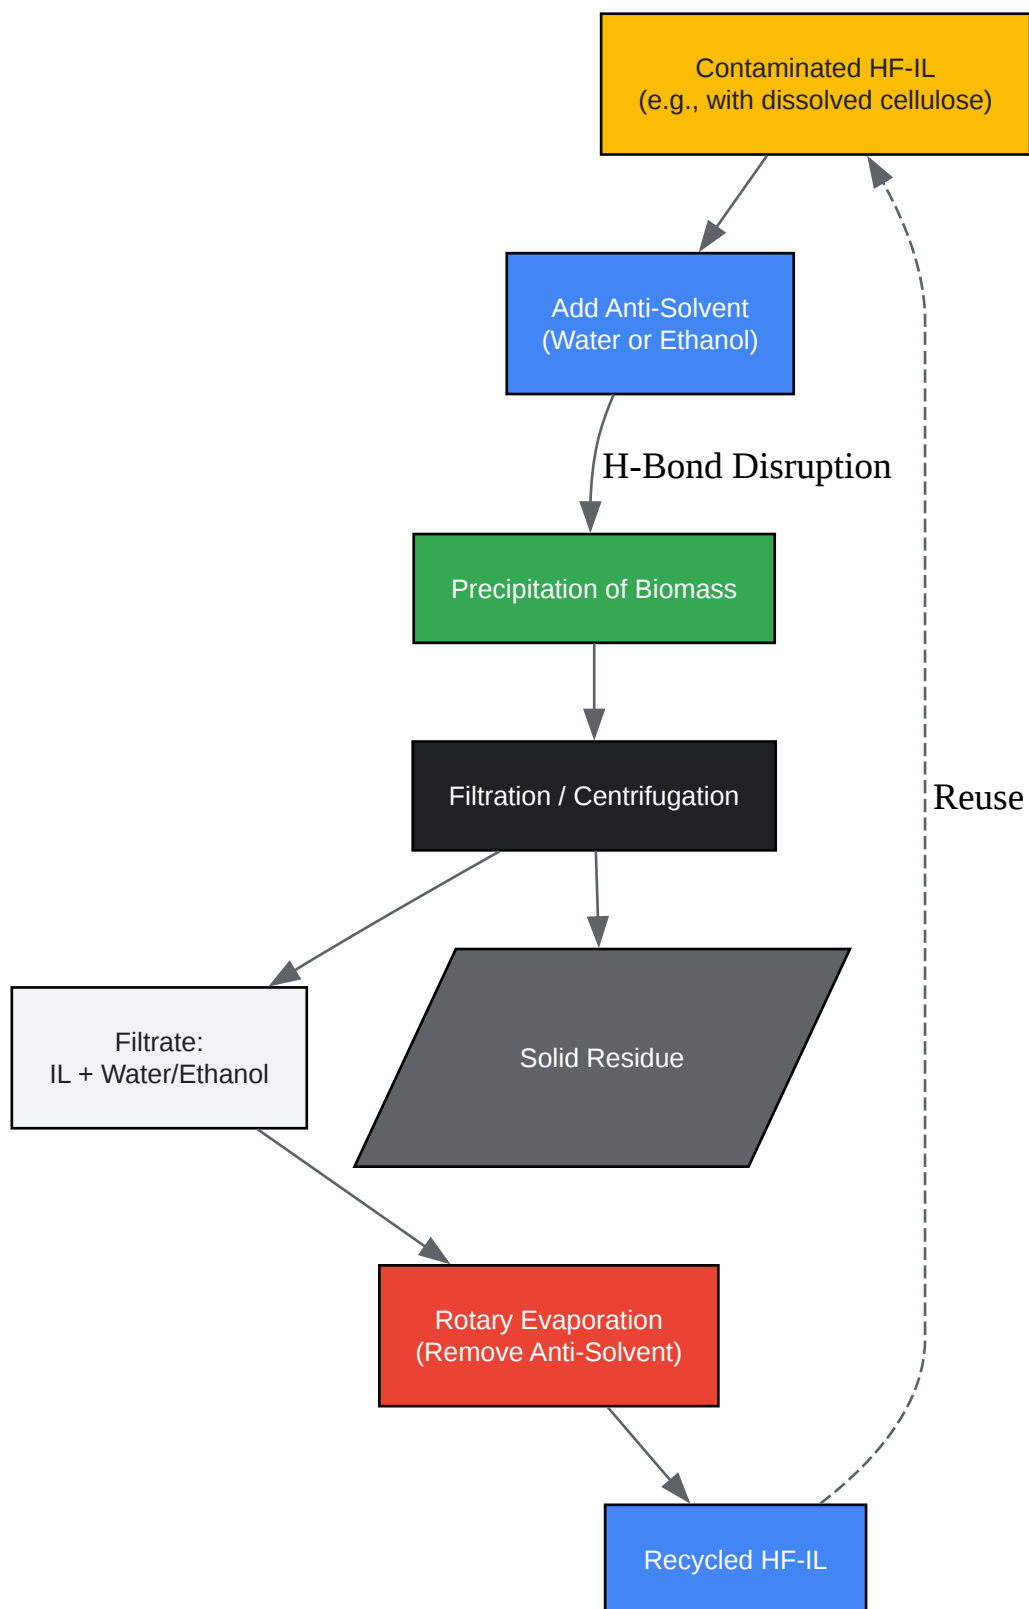 Contaminated HF-IL
(e.g., with dissolved cellulose)
Add Anti-Solvent
(Water or Ethanol)
H-Bond Disruption
Precipitation of Biomass
Filtration / Centrifugation
Reuse
Filtrate:
IL + Water/Ethanol
Solid Residue
Rotary Evaporation
(Remove Anti-Solvent)
Recycled HF-IL